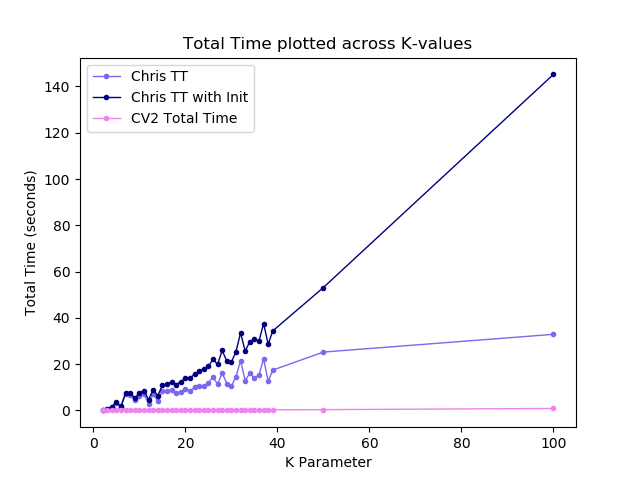 Total Time plotted across K-values
Chris TT
Chris TT with Init
CV2 Total Time
Total Time (seconds)
140
120
100
80
60
40
20
0
0 20 40 60 80 100
K Parameter